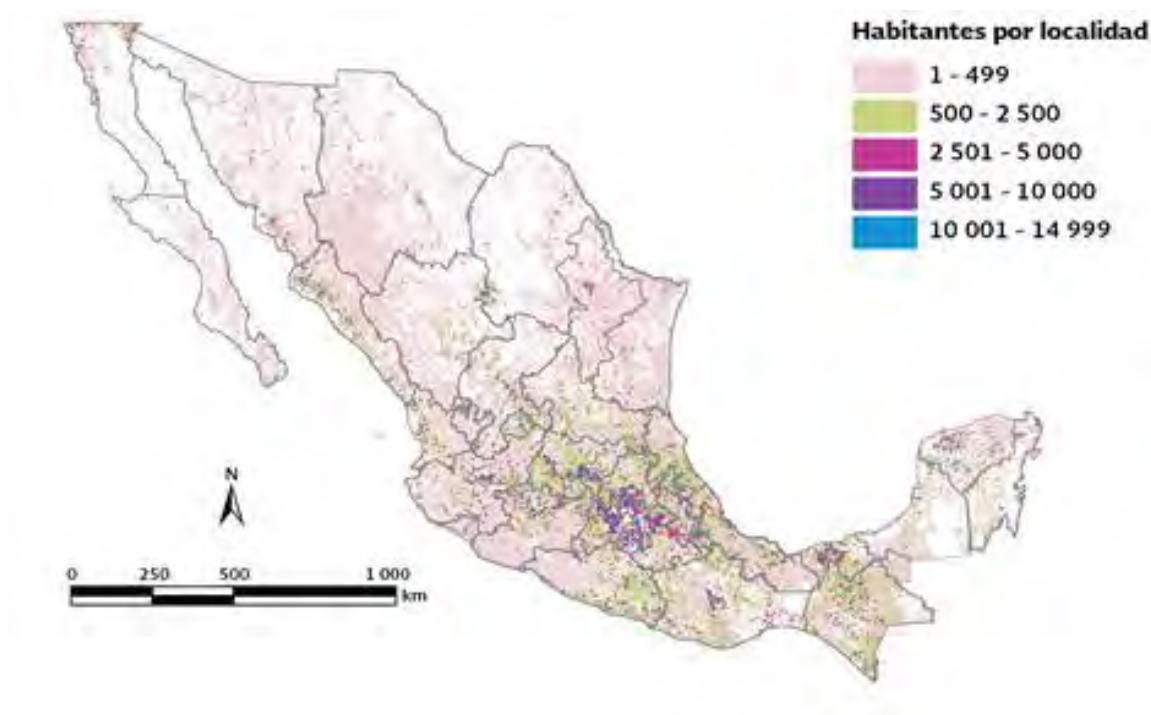 Habitantes por localidad
1 - 499
500 - 2 500
2 501 - 5 000
5 001 - 10 000
10 001 - 14 999
N
0 250 500 1 000
km